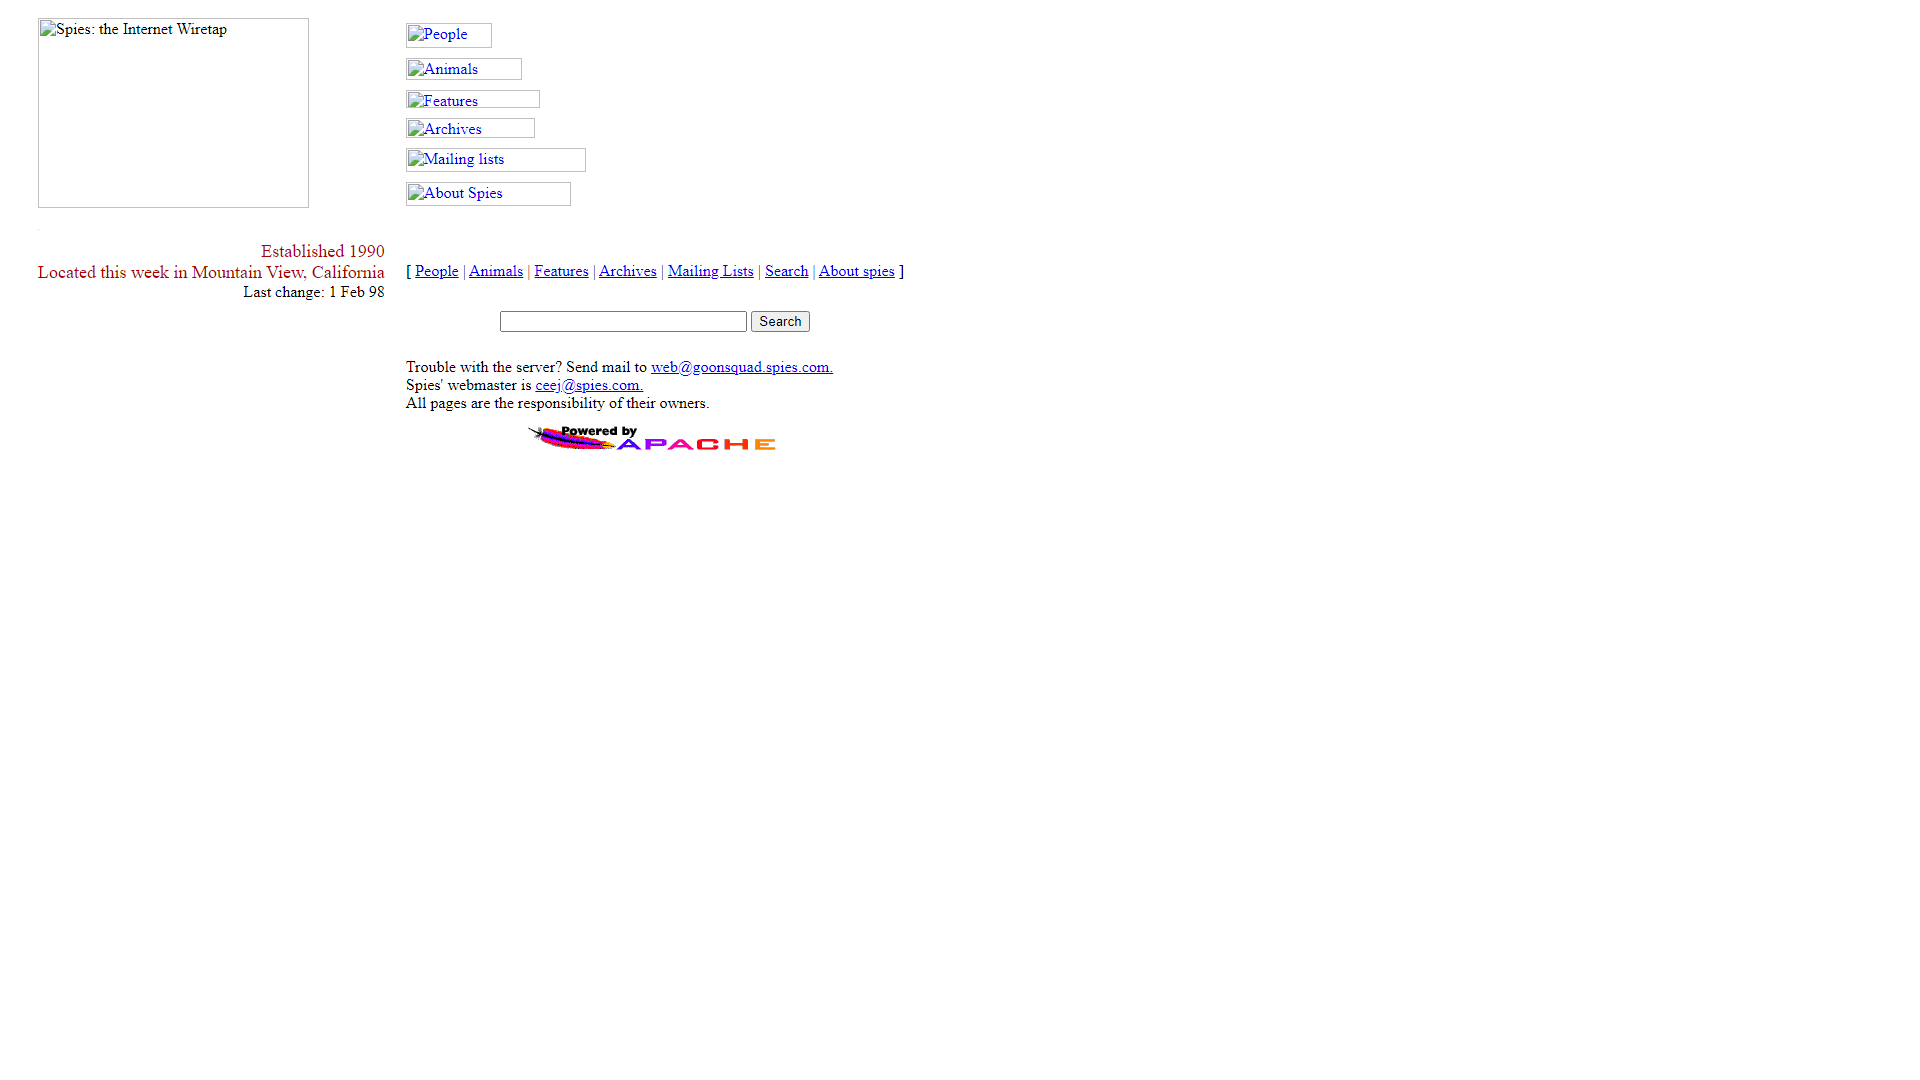 Spies: the Internet Wiretap
People
Animals
Features
Archives
Mailing lists
About Spies
Established 1990
Located this week in Mountain View, California
Last change: 1 Feb 98
[ People | Animals | Features | Archives | Mailing Lists | Search | About spies ]
Search
Trouble with the server? Send mail to web@goonsquad.spies.com.
Spies' webmaster is ceej@spies.com.
All pages are the responsibility of their owners.
Powered by
APACHE